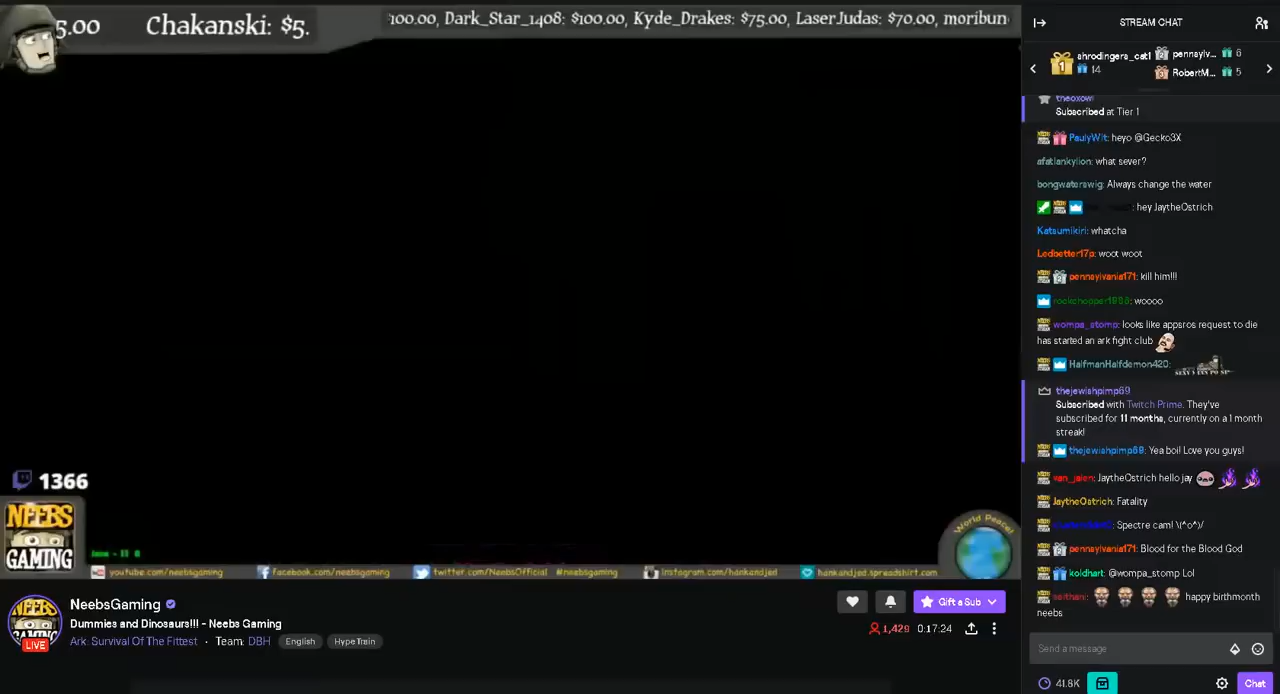 5.00 Chakanski: $5.
100.00, Dark_Star_1408: $100.00, Kyde_Drakes: $75.00, LaserJudas: $70.00, moribun
1366
NEEBS
GAMING
World Peace!
youtube.com/neebsgaming
facebook.com/neebsgaming
twitter.com/NeebsOfficial #neebsgaming
Instagram.com/hankandjed
hankandjed.spreadshirt.com
NeebsGaming
Dummies and Dinosaurs!!! - Neebs Gaming
Ark: Survival Of The Fittest · Team: DBH English Hype Train
LIVE
Gift a Sub
1,429 0:17:24
STREAM CHAT
1 shrodingers_cat1 14
2 pennsylv... 6
3 RobertM... 5
theoxowl
Subscribed at Tier 1
PaulyWit: heyo @Gecko3X
afatlankylion: what sever?
bongwaterswig: Always change the water
: hey JaytheOstrich
Katsumikiri: whatcha
Ledbetter17p: woot woot
pennsylvania171: kill him!!!
rockchopper1986: woooo
wompa_stomp: looks like appsros request to die
has started an ark fight club
HalfmanHalfdemon420:
thejewishpimp69
Subscribed with Twitch Prime. They've
subscribed for 11 months, currently on a 1 month
streak!
thejewishpimp69: Yea boi! Love you guys!
van_jalen: JaytheOstrich hello jay
JaytheOstrich: Fatality
: Spectre cam! \(^o^)/
pennsylvania171: Blood for the Blood God
koldhart: @wompa_stomp Lol
seithani: happy birthmonth
neebs
Send a message
41.8K
Chat